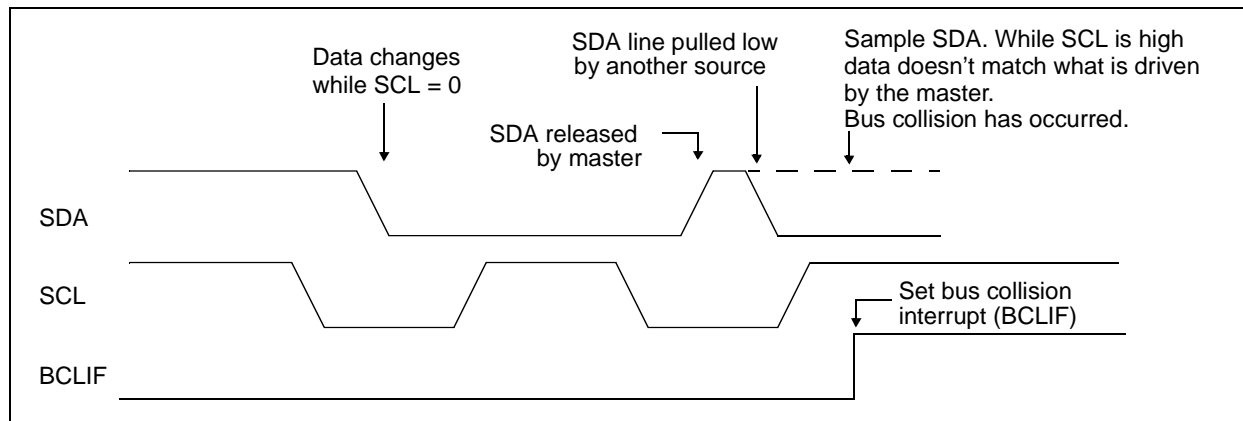 Data changes
while SCL = 0
SDA line pulled low
by another source
Sample SDA. While SCL is high
data doesn't match what is driven
by the master.
Bus collision has occurred.
SDA released
by master
SDA
SCL
Set bus collision
interrupt (BCLIF)
BCLIF